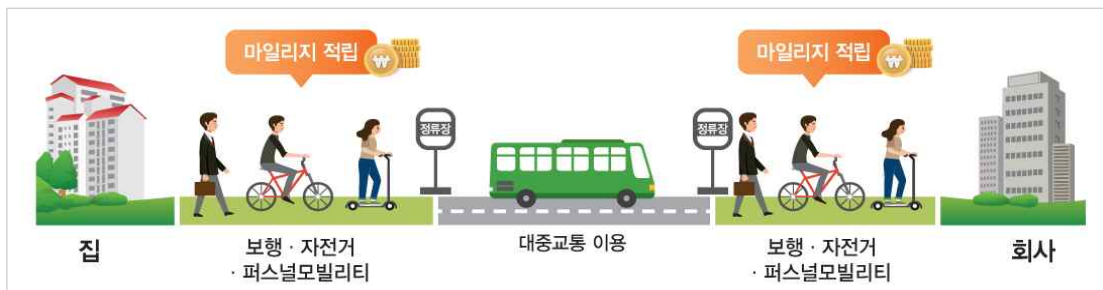 마일리지 적립
마일리지 적립
정류장
정류장
집
보행 · 자전거
· 퍼스널모빌리티
대중교통 이용
보행 · 자전거
· 퍼스널모빌리티
회사